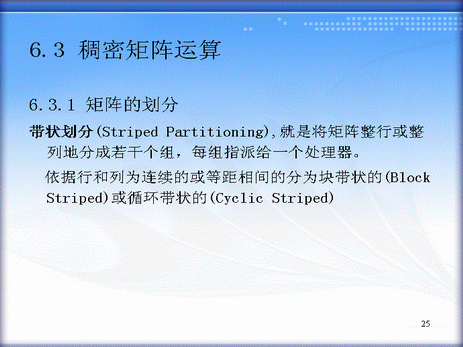 6.3 稠密矩阵运算
6.3.1 矩阵的划分
带状划分(Striped Partitioning),就是将矩阵整行或整
列地分成若干个组，每组指派给一个处理器。
依据行和列为连续的或等距相间的分为块带状的(Block
Striped)或循环带状的(Cyclic Striped)
25